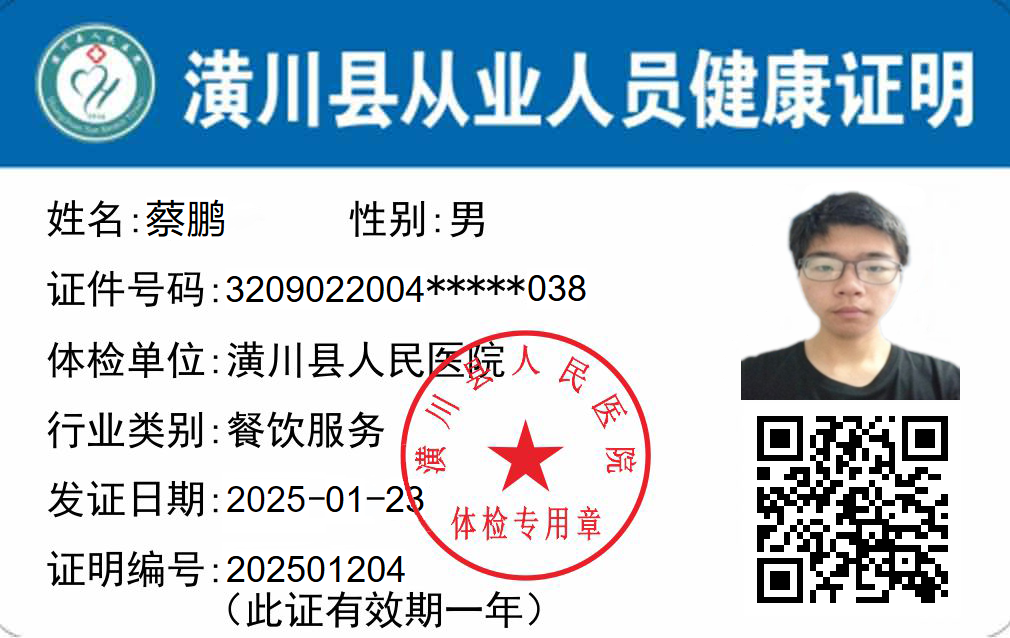 潢川县从业人员健康证明
姓名:蔡鹏 性别:男
证件号码:3209022004*****038
体检单位:潢川县人民医院
行业类别:餐饮服务
发证日期:2025-01-23
证明编号:202501204
（此证有效期一年）
潢川县人民医院
体检专用章